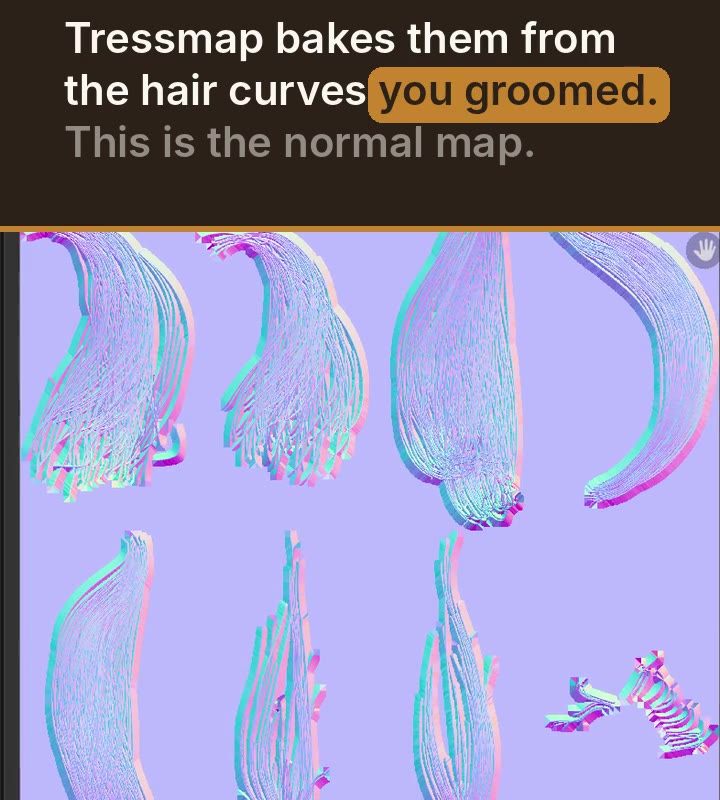 Tressmap bakes them from
the hair curves you groomed.
This is the normal map.